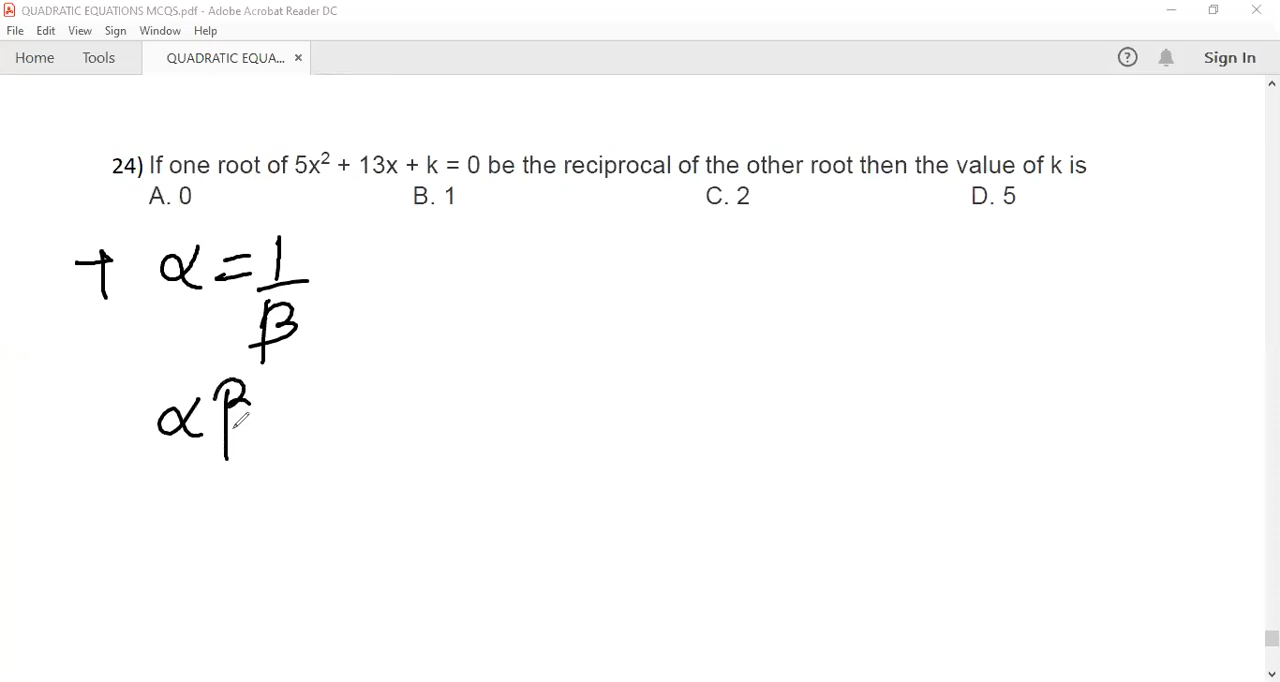 QUADRATIC EQUATIONS MCQS.pdf - Adobe Acrobat Reader DC
File Edit View Sign Window Help
Home Tools QUADRATIC EQUA... × ? Sign In
24) If one root of 5x² + 13x + k = 0 be the reciprocal of the other root then the value of k is
A. 0 B. 1 C. 2 D. 5
→ α = 1/β
α β